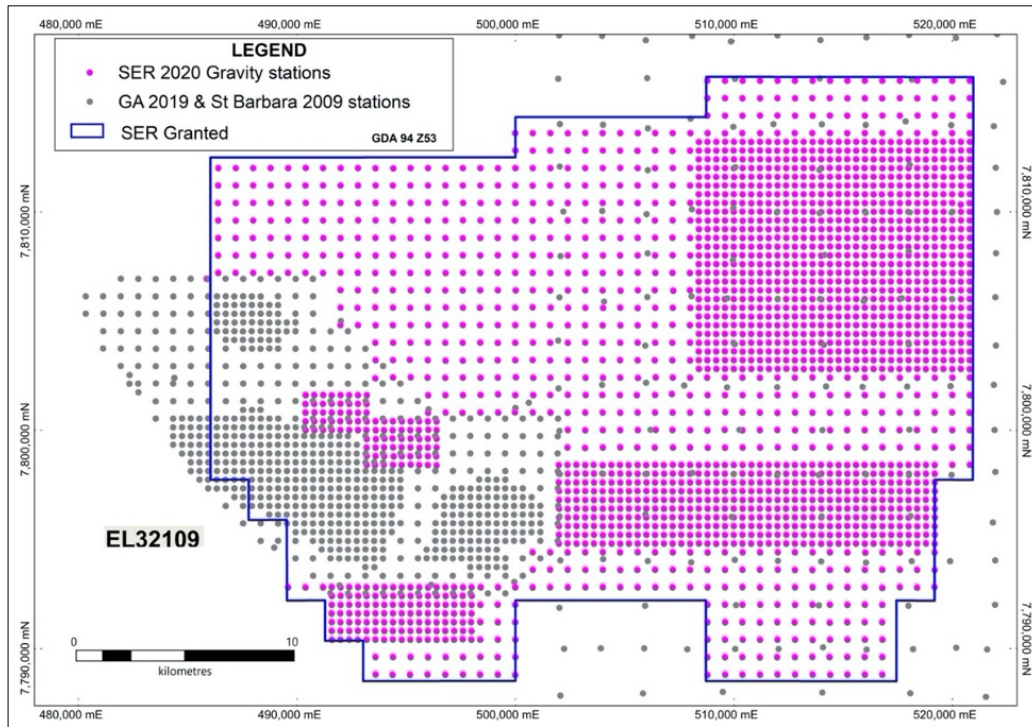 480,000 mE 490,000 mE 500,000 mE 510,000 mE 520,000 mE
LEGEND
SER 2020 Gravity stations
GA 2019 & St Barbara 2009 stations
SER Granted
GDA 94 Z53
7,810,000 mN
7,810,000 mN
7,800,000 mN
7,800,000 mN
EL32109
7,790,000 mN
7,790,000 mN
0 10
kilometres
480,000 mE 490,000 mE 500,000 mE 510,000 mE 520,000 mE